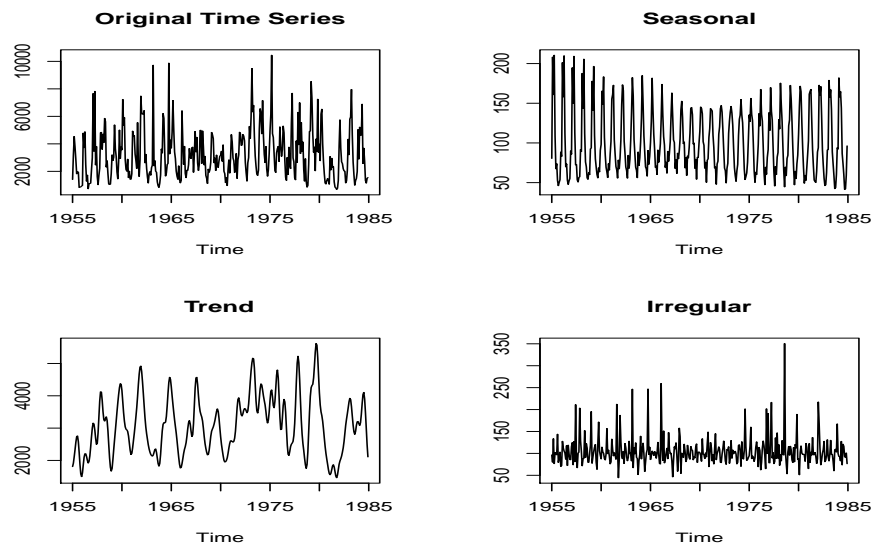 Original Time Series
10000
6000
2000
1955 1965 1975 1985
Time
Seasonal
200
150
100
50
1955 1965 1975 1985
Time
Trend
4000
2000
1955 1965 1975 1985
Time
Irregular
350
250
150
50
1955 1965 1975 1985
Time